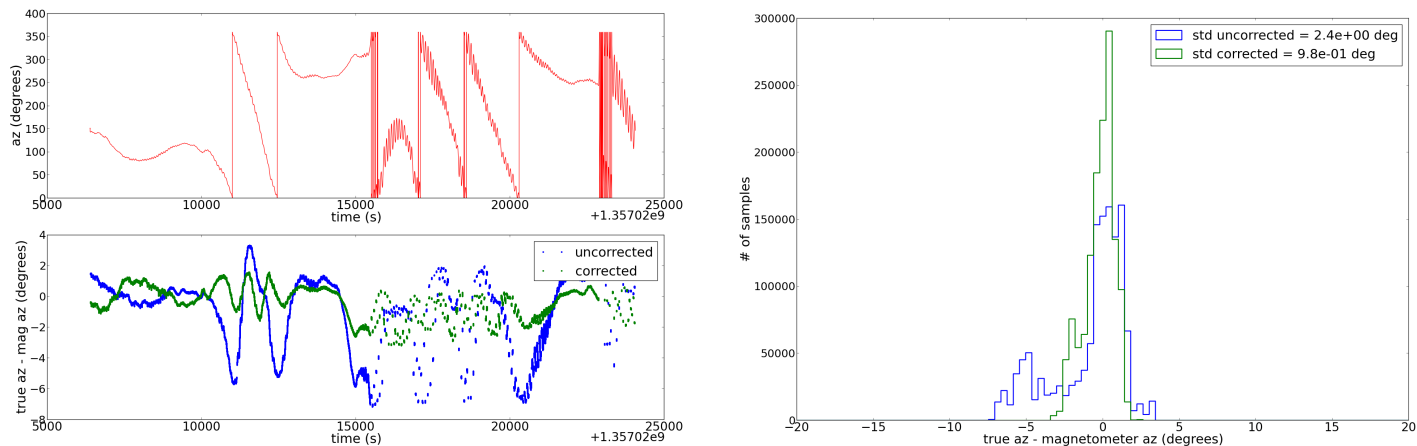 400
350
300
250
200
150
100
50
0
az (degrees)
5000 10000 15000 20000 25000
time (s)
+1.35702e9
4
2
0
−2
−4
−6
−8
true az - mag az (degrees)
uncorrected
corrected
5000 10000 15000 20000 25000
time (s)
+1.35702e9
300000
250000
200000
150000
100000
50000
0
# of samples
std uncorrected = 2.4e+00 deg
std corrected = 9.8e-01 deg
−20 −15 −10 −5 0 5 10 15 20
true az - magnetometer az (degrees)